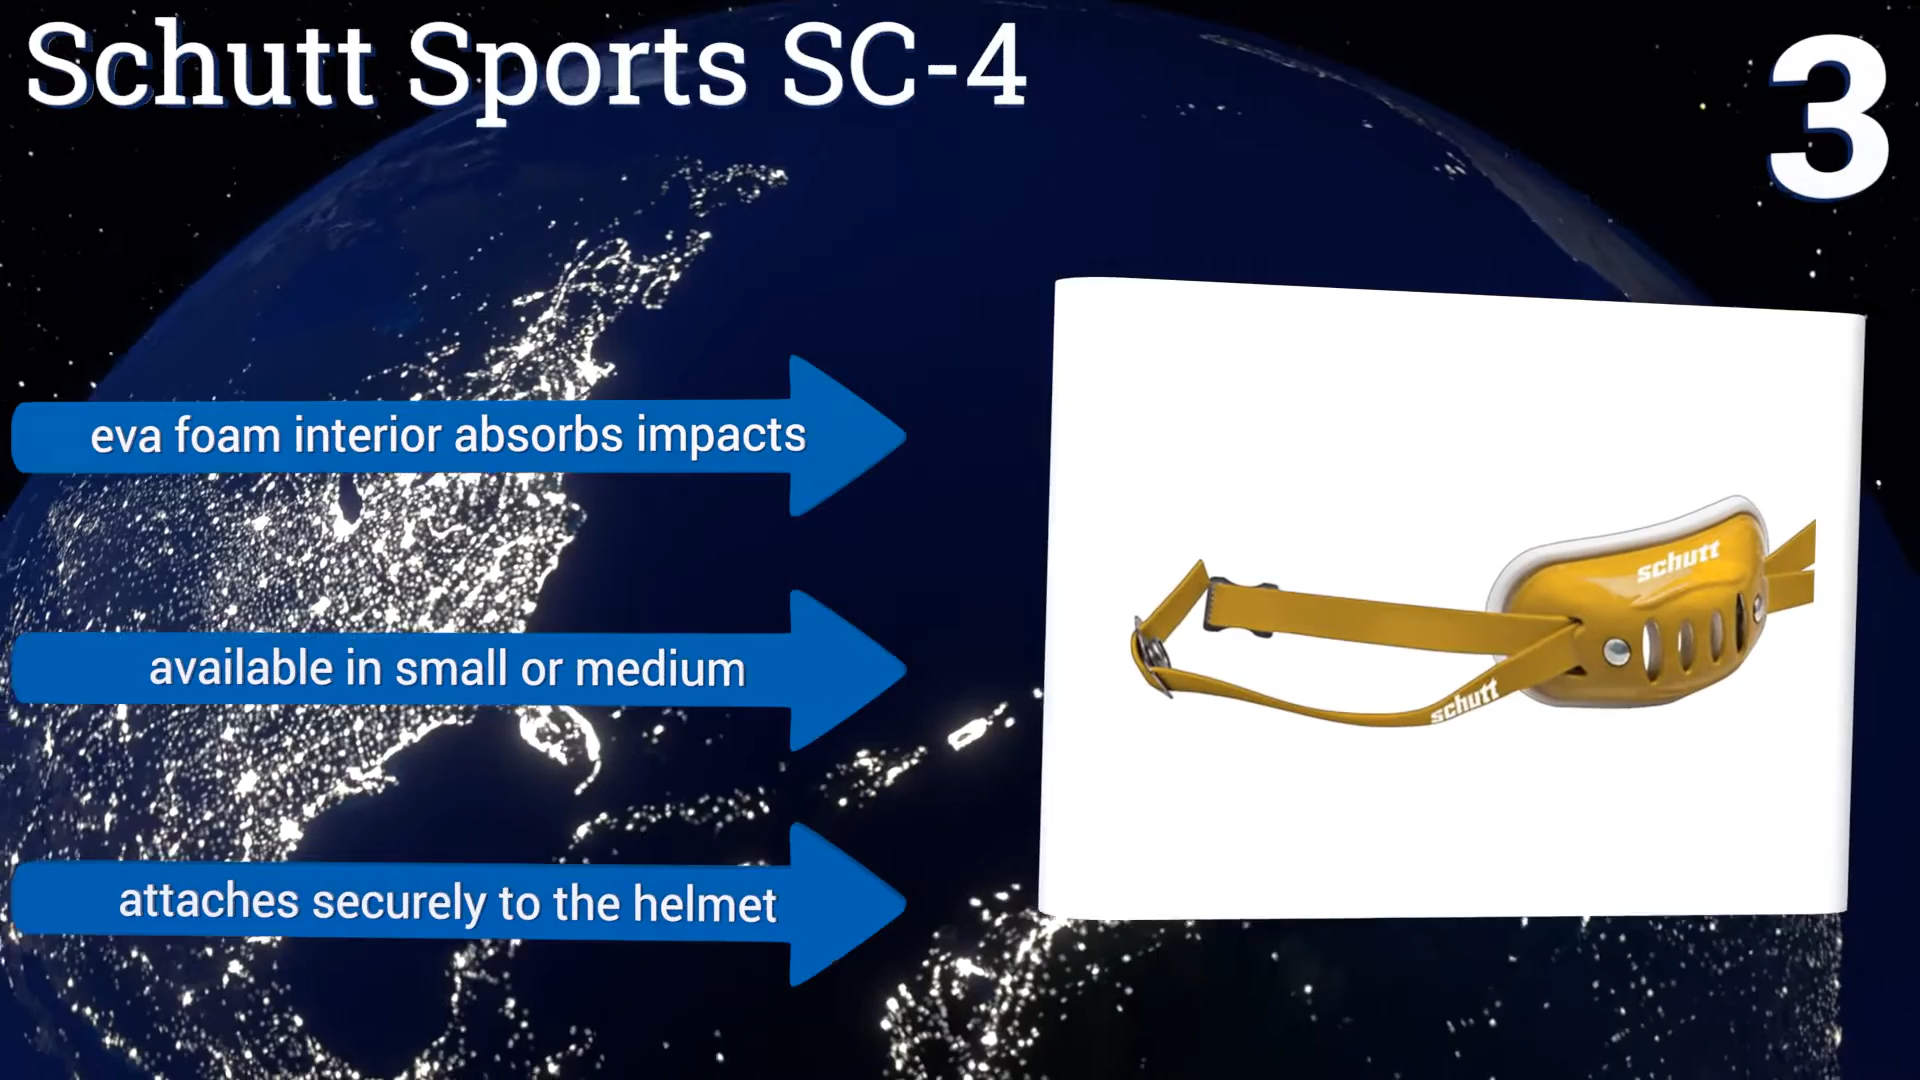 Schutt Sports SC-4
3
eva foam interior absorbs impacts
available in small or medium
attaches securely to the helmet
schutt
schutt